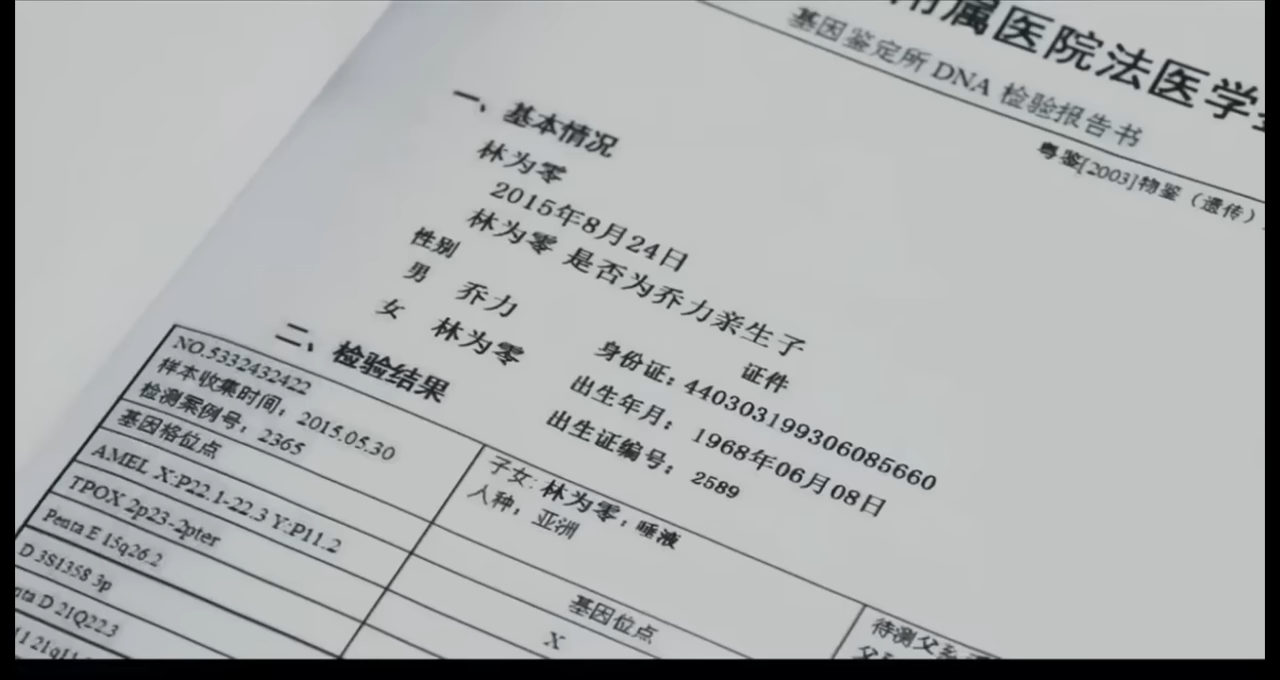 附属医院法医学
基因鉴定所 DNA 检验报告书
粤鉴[2003]物鉴（遗传）
一、基本情况
林为零
2015年8月24日
林为零 是否为乔力亲生子
性别
证件
男 乔力
身份证：440303199306085660
出生年月：1968年06月08日
女 林为零
出生证编号：2589
二、检验结果
NO.5332432422
样本收集时间：2015.05.30
检测案例号：2365
子女: 林为零，唾液
人种：亚洲
待测父
基因格位点
基因位点
AMEL X:P22.1-22.3 Y:P11.2
X
TPOX 2p23-2pter
Penta E 15q26.2
D 3S1358 3p
ta D 21Q22.3